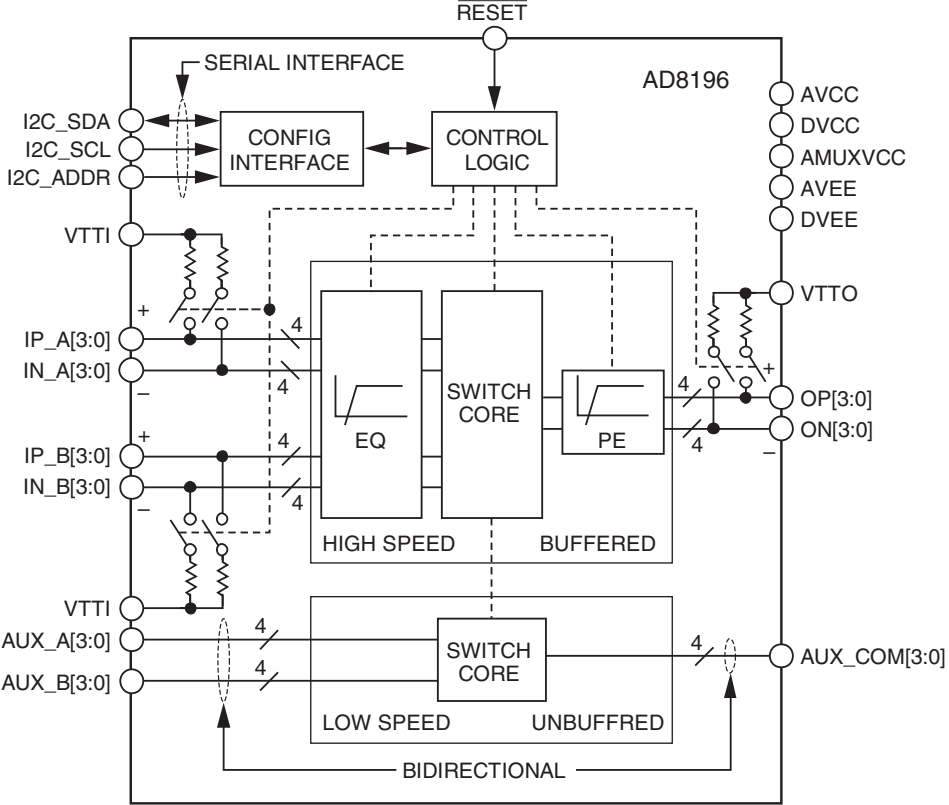 RESET
SERIAL INTERFACE
AD8196
I2C_SDA
I2C_SCL
I2C_ADDR
CONFIG
INTERFACE
CONTROL
LOGIC
AVCC
DVCC
AMUXVCC
AVEE
DVEE
VTTI
+
IP_A[3:0]
IN_A[3:0]
–
4
4
+
IP_B[3:0]
IN_B[3:0]
–
4
4
EQ
SWITCH
CORE
PE
VTTO
+
4
OP[3:0]
ON[3:0]
4
–
HIGH SPEED
BUFFERED
VTTI
AUX_A[3:0]
AUX_B[3:0]
4
4
SWITCH
CORE
4
AUX_COM[3:0]
LOW SPEED
UNBUFFRED
BIDIRECTIONAL